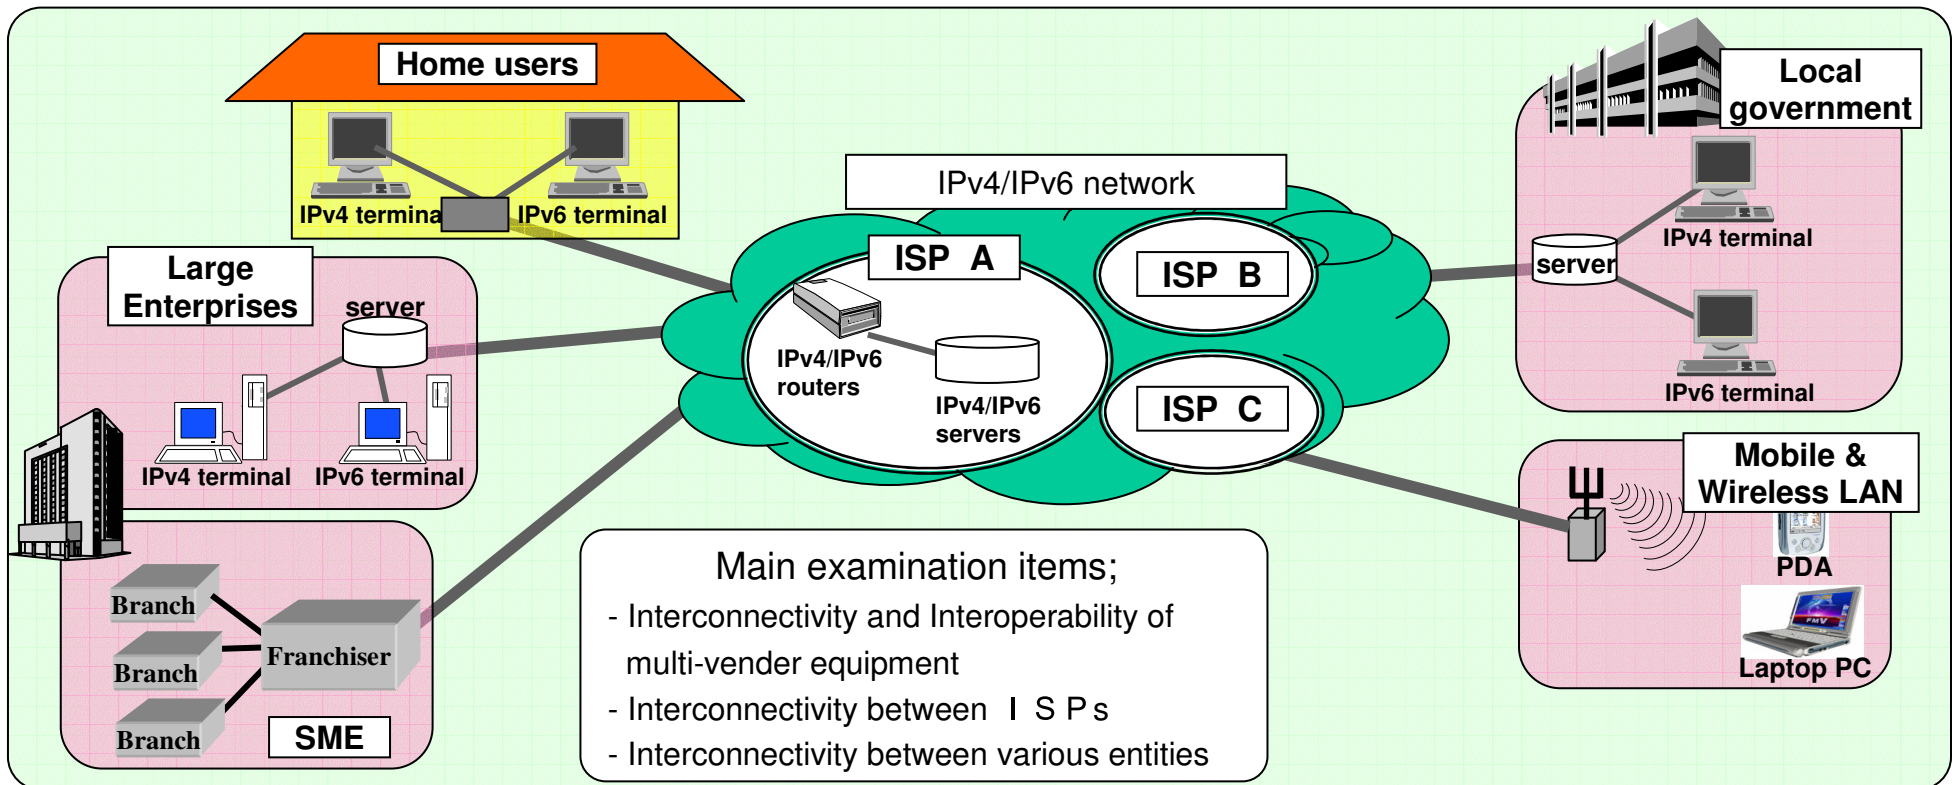 Home users
IPv4 terminal
IPv6 terminal
Large
Enterprises
server
IPv4 terminal
IPv6 terminal
Branch
Branch
Branch
Franchiser
SME
IPv4/IPv6 network
ISP A
IPv4/IPv6
routers
IPv4/IPv6
servers
ISP B
ISP C
Main examination items;
- Interconnectivity and Interoperability of
multi-vender equipment
- Interconnectivity between ISPs
- Interconnectivity between various entities
Local
government
server
IPv4 terminal
IPv6 terminal
Mobile &
Wireless LAN
PDA
FMV
Laptop PC